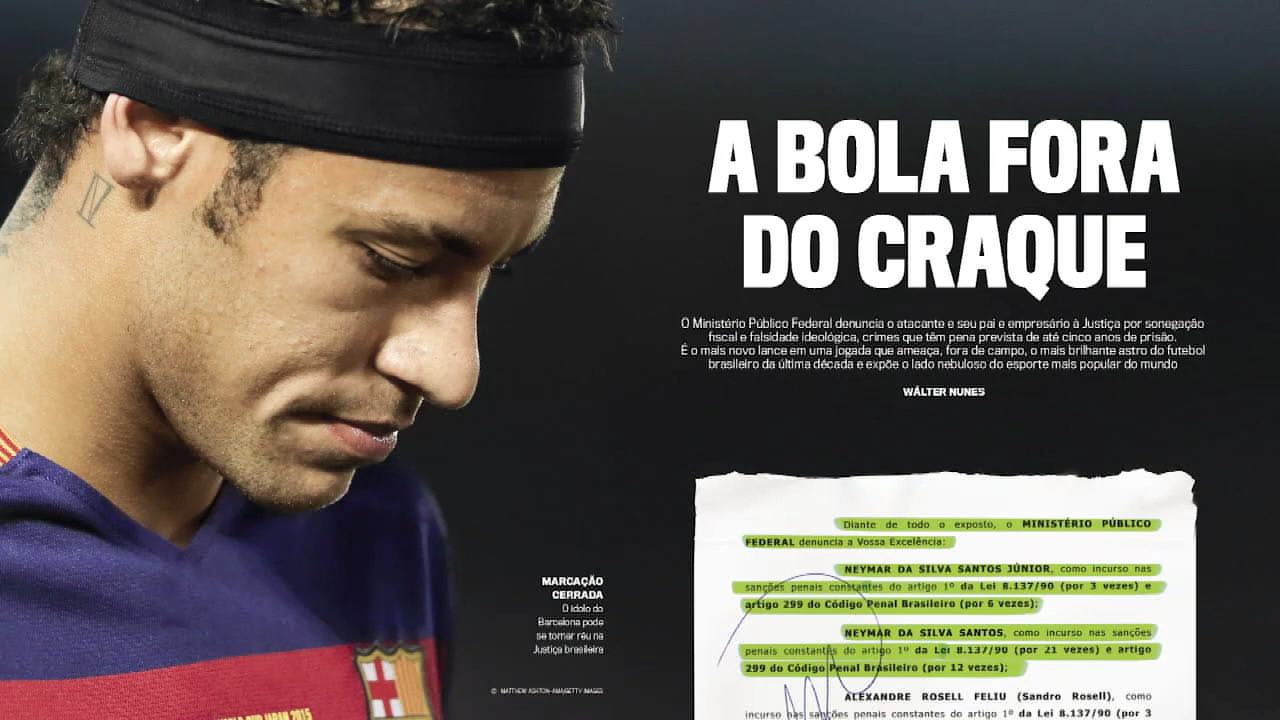 A BOLA FORA
DO CRAQUE
O Ministério Público Federal denuncia o atacante e seu pai e empresário à Justiça por sonegação
fiscal e falsidade ideológica, crimes que têm pena prevista de até cinco anos de prisão.
É o mais novo lance em uma jogada que ameaça, fora de campo, o mais brilhante astro do futebol
brasileiro da última década e expõe o lado nebuloso do esporte mais popular do mundo
WÁLTER NUNES
MARCAÇÃO
CERRADA
O ídolo do
Barcelona pode
se tornar réu na
Justiça brasileira
© MATTHEW ASHTON-AMA/GETTY IMAGES
Diante de todo o exposto, o MINISTÉRIO PÚBLICO
FEDERAL denuncia a Vossa Excelência:
NEYMAR DA SILVA SANTOS JÚNIOR, como incurso nas
sanções penais constantes do artigo 1º da Lei 8.137/90 (por 3 vezes) e
artigo 299 do Código Penal Brasileiro (por 6 vezes);
NEYMAR DA SILVA SANTOS, como incurso nas sanções
penais constantes do artigo 1º da Lei 8.137/90 (por 21 vezes) e artigo
299 do Código Penal Brasileiro (por 12 vezes);
ALEXANDRE ROSELL FELIU (Sandro Rosell), como
incurso nas sanções penais constantes do artigo 1º da Lei 8.137/90 (por 3
2015